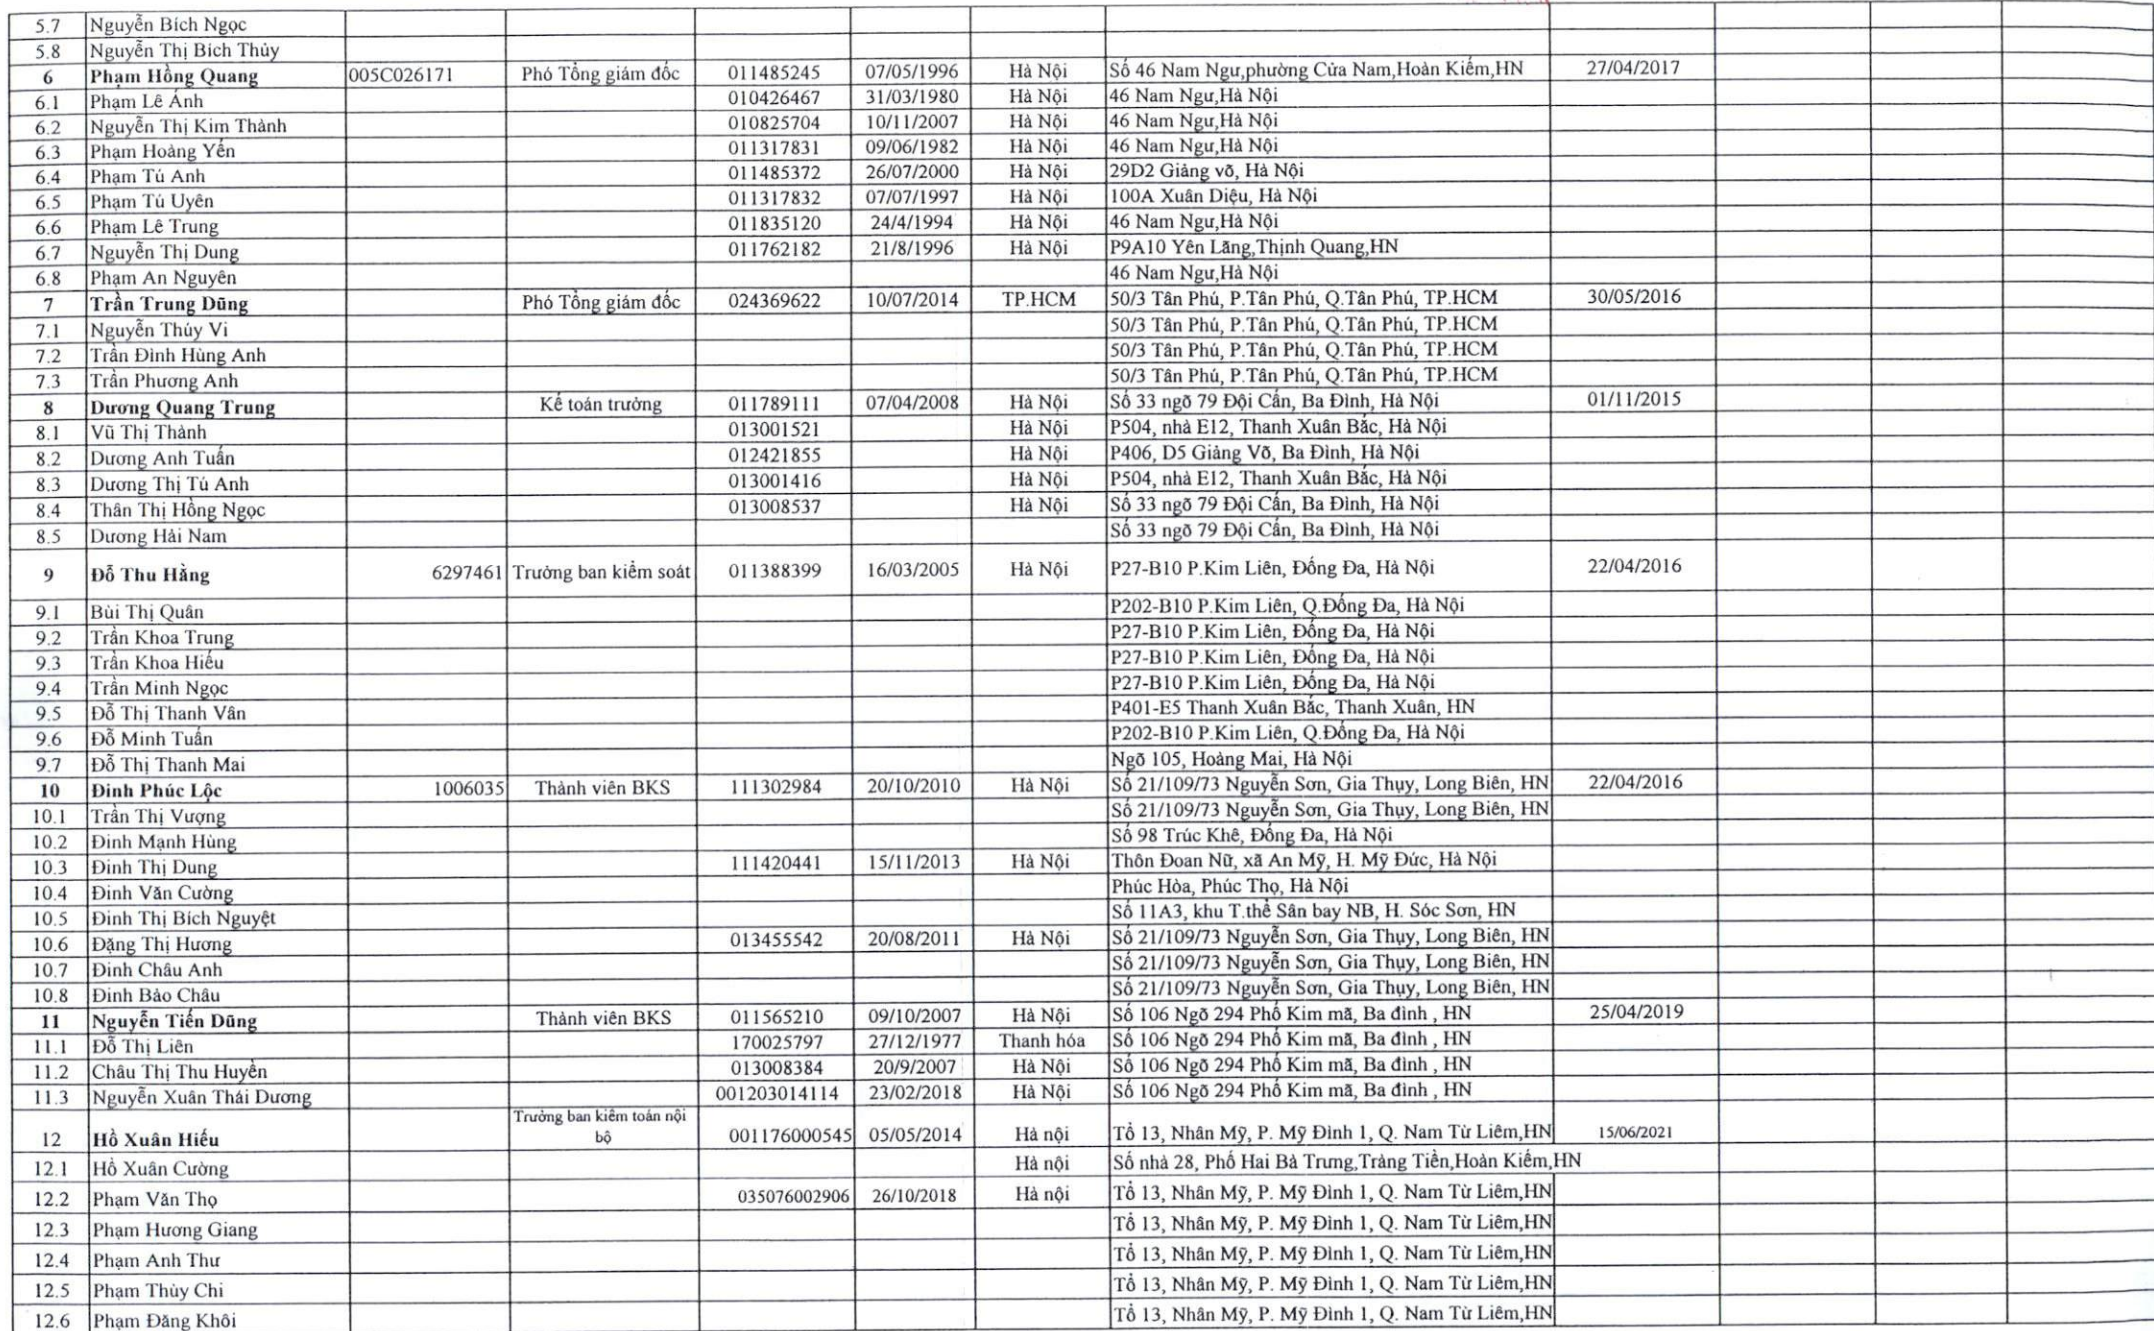 5.7 Nguyễn Bích Ngọc
5.8 Nguyễn Thị Bích Thủy
6 Phạm Hồng Quang 005C026171 Phó Tổng giám đốc 011485245 07/05/1996 Hà Nội Số 46 Nam Ngư,phường Cửa Nam,Hoàn Kiếm,HN 27/04/2017
6.1 Phạm Lê Ánh 010426467 31/03/1980 Hà Nội 46 Nam Ngư,Hà Nội
6.2 Nguyễn Thị Kim Thành 010825704 10/11/2007 Hà Nội 46 Nam Ngư,Hà Nội
6.3 Phạm Hoàng Yến 011317831 09/06/1982 Hà Nội 46 Nam Ngư,Hà Nội
6.4 Phạm Tú Anh 011485372 26/07/2000 Hà Nội 29D2 Giảng võ, Hà Nội
6.5 Phạm Tú Uyên 011317832 07/07/1997 Hà Nội 100A Xuân Diệu, Hà Nội
6.6 Phạm Lê Trung 011835120 24/4/1994 Hà Nội 46 Nam Ngư,Hà Nội
6.7 Nguyễn Thị Dung 011762182 21/8/1996 Hà Nội P9A10 Yên Lãng,Thịnh Quang,HN
6.8 Phạm An Nguyên 46 Nam Ngư,Hà Nội
7 Trần Trung Dũng Phó Tổng giám đốc 024369622 10/07/2014 TP.HCM 50/3 Tân Phú, P.Tân Phú, Q.Tân Phú, TP.HCM 30/05/2016
7.1 Nguyễn Thúy Vi 50/3 Tân Phú, P.Tân Phú, Q.Tân Phú, TP.HCM
7.2 Trần Đình Hùng Anh 50/3 Tân Phú, P.Tân Phú, Q.Tân Phú, TP.HCM
7.3 Trần Phương Anh 50/3 Tân Phú, P.Tân Phú, Q.Tân Phú, TP.HCM
8 Dương Quang Trung Kế toán trưởng 011789111 07/04/2008 Hà Nội Số 33 ngõ 79 Đội Cấn, Ba Đình, Hà Nội 01/11/2015
8.1 Vũ Thị Thành 013001521 Hà Nội P504, nhà E12, Thanh Xuân Bắc, Hà Nội
8.2 Dương Anh Tuấn 012421855 Hà Nội P406, D5 Giảng Võ, Ba Đình, Hà Nội
8.3 Dương Thị Tú Anh 013001416 Hà Nội P504, nhà E12, Thanh Xuân Bắc, Hà Nội
8.4 Thân Thị Hồng Ngọc 013008537 Hà Nội Số 33 ngõ 79 Đội Cấn, Ba Đình, Hà Nội
8.5 Dương Hải Nam Số 33 ngõ 79 Đội Cấn, Ba Đình, Hà Nội
9 Đỗ Thu Hằng 6297461 Trưởng ban kiểm soát 011388399 16/03/2005 Hà Nội P27-B10 P.Kim Liên, Đống Đa, Hà Nội 22/04/2016
9.1 Bùi Thị Quân P202-B10 P.Kim Liên, Q.Đống Đa, Hà Nội
9.2 Trần Khoa Trung P27-B10 P.Kim Liên, Đống Đa, Hà Nội
9.3 Trần Khoa Hiếu P27-B10 P.Kim Liên, Đống Đa, Hà Nội
9.4 Trần Minh Ngọc P27-B10 P.Kim Liên, Đống Đa, Hà Nội
9.5 Đỗ Thị Thanh Vân P401-E5 Thanh Xuân Bắc, Thanh Xuân, HN
9.6 Đỗ Minh Tuấn P202-B10 P.Kim Liên, Q.Đống Đa, Hà Nội
9.7 Đỗ Thị Thanh Mai Ngõ 105, Hoàng Mai, Hà Nội
10 Đinh Phúc Lộc 1006035 Thành viên BKS 111302984 20/10/2010 Hà Nội Số 21/109/73 Nguyễn Sơn, Gia Thụy, Long Biên, HN 22/04/2016
10.1 Trần Thị Vượng Số 21/109/73 Nguyễn Sơn, Gia Thụy, Long Biên, HN
10.2 Đinh Mạnh Hùng Số 98 Trúc Khê, Đống Đa, Hà Nội
10.3 Đinh Thị Dung 111420441 15/11/2013 Hà Nội Thôn Đoan Nữ, xã An Mỹ, H. Mỹ Đức, Hà Nội
10.4 Đinh Văn Cường Phúc Hòa, Phúc Thọ, Hà Nội
10.5 Đinh Thị Bích Nguyệt Số 11A3, khu T.thể Sân bay NB, H. Sóc Sơn, HN
10.6 Đặng Thị Hương 013455542 20/08/2011 Hà Nội Số 21/109/73 Nguyễn Sơn, Gia Thụy, Long Biên, HN
10.7 Đinh Châu Anh Số 21/109/73 Nguyễn Sơn, Gia Thụy, Long Biên, HN
10.8 Đinh Bảo Châu Số 21/109/73 Nguyễn Sơn, Gia Thụy, Long Biên, HN
11 Nguyễn Tiến Dũng Thành viên BKS 011565210 09/10/2007 Hà Nội Số 106 Ngõ 294 Phố Kim mã, Ba đình , HN 25/04/2019
11.1 Đỗ Thị Liên 170025797 27/12/1977 Thanh hóa Số 106 Ngõ 294 Phố Kim mã, Ba đình , HN
11.2 Châu Thị Thu Huyền 013008384 20/9/2007 Hà Nội Số 106 Ngõ 294 Phố Kim mã, Ba đình , HN
11.3 Nguyễn Xuân Thái Dương 001203014114 23/02/2018 Hà Nội Số 106 Ngõ 294 Phố Kim mã, Ba đình , HN
Trưởng ban kiểm toán nội
12 Hồ Xuân Hiếu bộ 001176000545 05/05/2014 Hà nội Tổ 13, Nhân Mỹ, P. Mỹ Đình 1, Q. Nam Từ Liêm,HN 15/06/2021
12.1 Hồ Xuân Cường Hà nội Số nhà 28, Phố Hai Bà Trưng,Tràng Tiền,Hoàn Kiếm,HN
12.2 Phạm Văn Thọ 035076002906 26/10/2018 Hà nội Tổ 13, Nhân Mỹ, P. Mỹ Đình 1, Q. Nam Từ Liêm,HN
12.3 Phạm Hương Giang Tổ 13, Nhân Mỹ, P. Mỹ Đình 1, Q. Nam Từ Liêm,HN
12.4 Phạm Anh Thư Tổ 13, Nhân Mỹ, P. Mỹ Đình 1, Q. Nam Từ Liêm,HN
12.5 Phạm Thùy Chi Tổ 13, Nhân Mỹ, P. Mỹ Đình 1, Q. Nam Từ Liêm,HN
12.6 Phạm Đăng Khôi Tổ 13, Nhân Mỹ, P. Mỹ Đình 1, Q. Nam Từ Liêm,HN